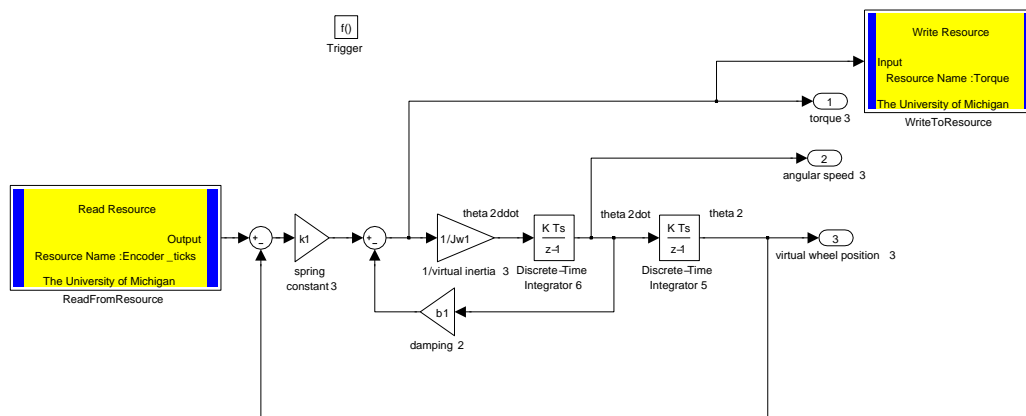 f()
Trigger
Write Resource
Input
Resource Name :Torque
The University of Michigan
WriteToResource
1
torque 3
2
angular speed 3
Read Resource
Output
Resource Name :Encoder _ticks
The University of Michigan
ReadFromResource
+
−
k1
spring
constant 3
+
−
1/Jw1
1/virtual inertia 3
theta 2ddot
K Ts
z–1
Discrete–Time
Integrator 6
theta 2dot
K Ts
z–1
Discrete–Time
Integrator 5
theta 2
3
virtual wheel position 3
b1
damping 2